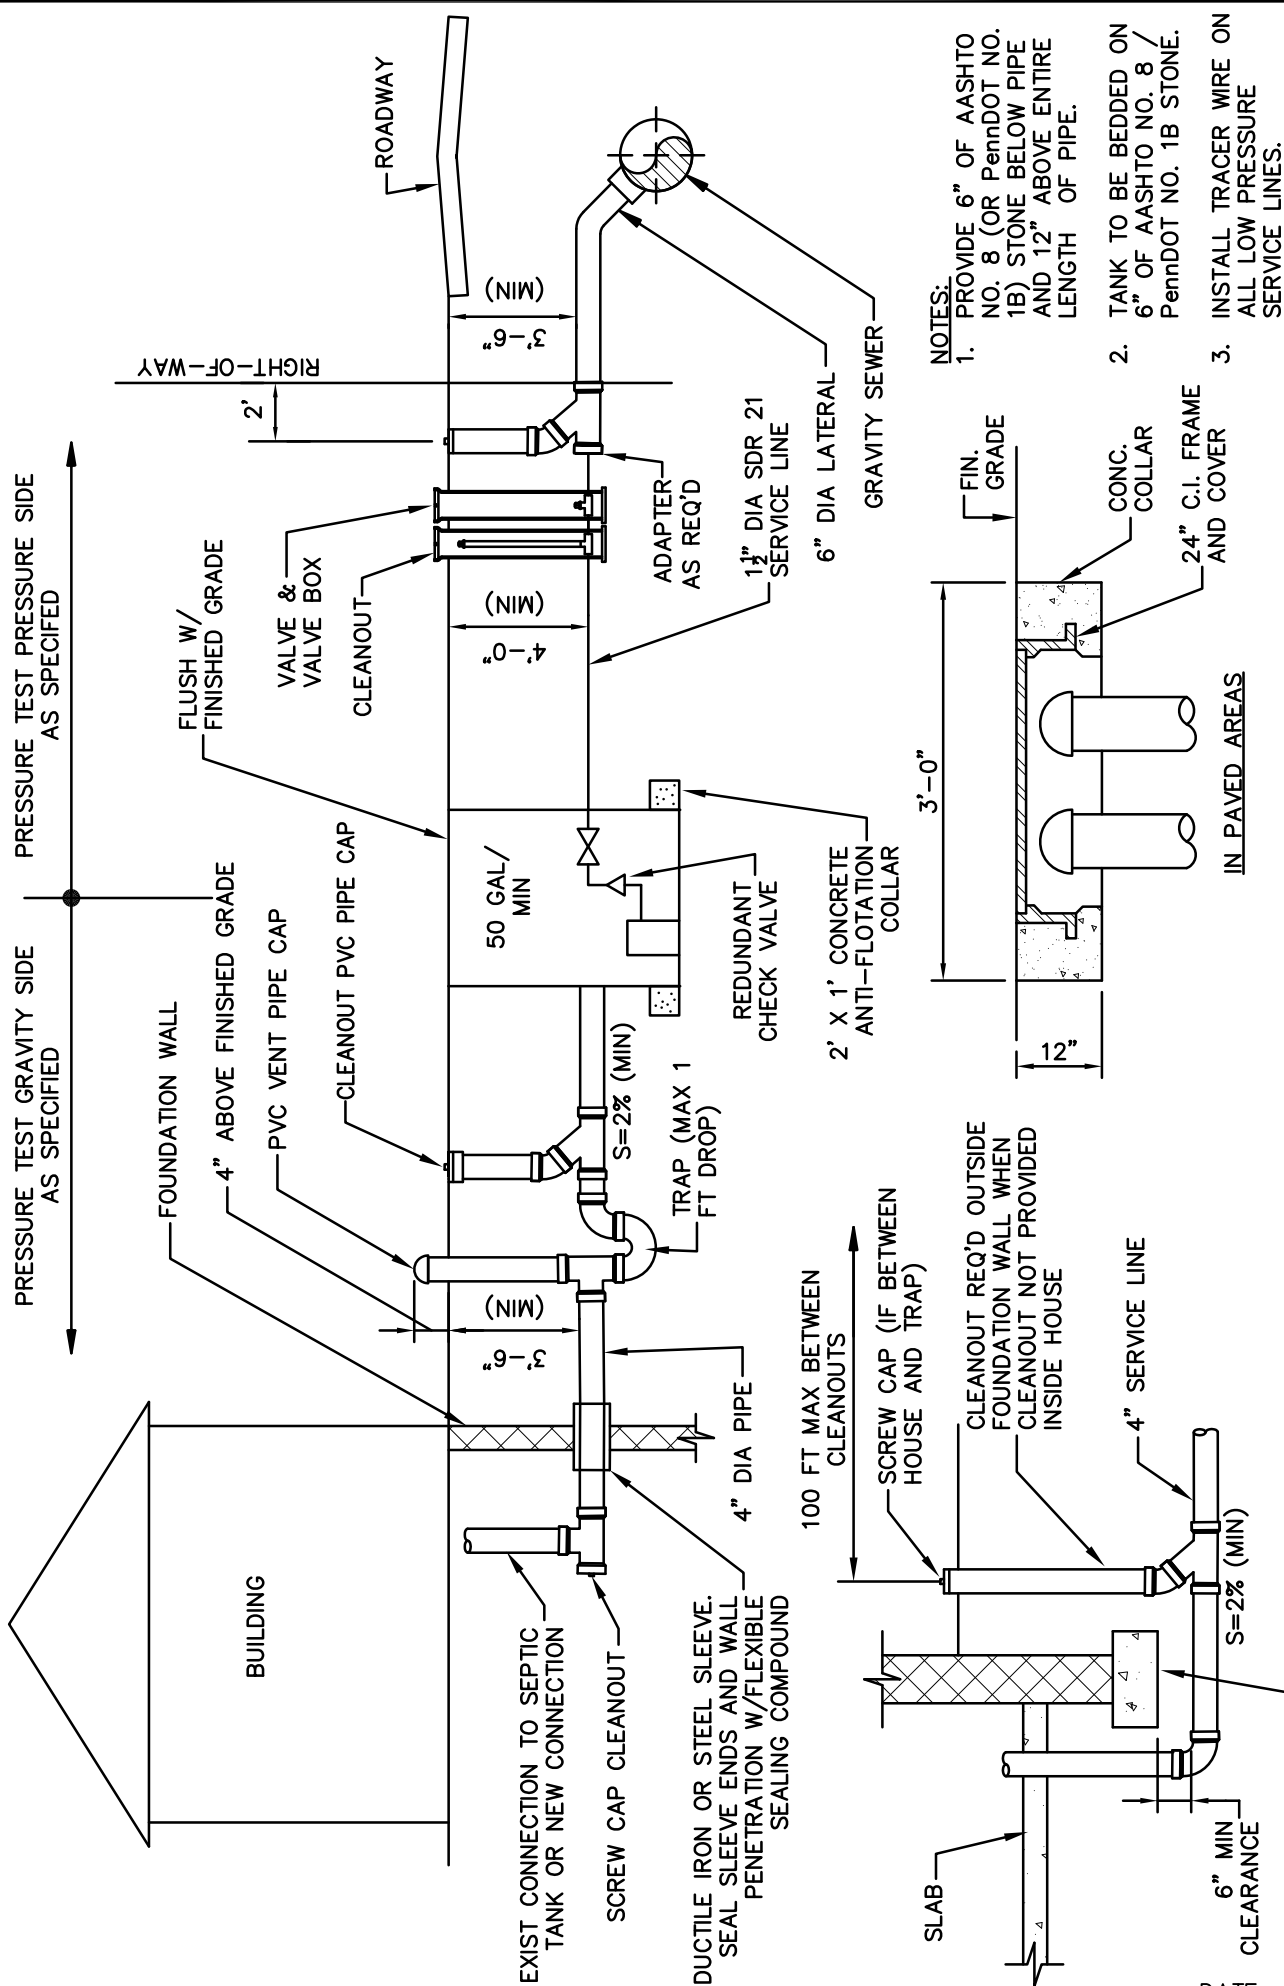 PRESSURE TEST GRAVITY SIDE
AS SPECIFIED
PRESSURE TEST PRESSURE SIDE
AS SPECIFED
FOUNDATION WALL
4" ABOVE FINISHED GRADE
PVC VENT PIPE CAP
CLEANOUT PVC PIPE CAP
FLUSH W/
FINISHED GRADE
VALVE &
VALVE BOX
CLEANOUT
2'
RIGHT-OF-WAY
ROADWAY
BUILDING
3'-6"
(MIN)
50 GAL/
MIN
4'-0"
(MIN)
3'-6"
(MIN)
EXIST CONNECTION TO SEPTIC
TANK OR NEW CONNECTION
SCREW CAP CLEANOUT
DUCTILE IRON OR STEEL SLEEVE.
SEAL SLEEVE ENDS AND WALL
PENETRATION W/FLEXIBLE
SEALING COMPOUND
4" DIA PIPE
S=2% (MIN)
TRAP (MAX 1
FT DROP)
REDUNDANT
CHECK VALVE
2' X 1' CONCRETE
ANTI-FLOTATION
COLLAR
ADAPTER
AS REQ'D
1 1/2" DIA SDR 21
SERVICE LINE
6" DIA LATERAL
GRAVITY SEWER
100 FT MAX BETWEEN
CLEANOUTS
SCREW CAP (IF BETWEEN
HOUSE AND TRAP)
CLEANOUT REQ'D OUTSIDE
FOUNDATION WALL WHEN
CLEANOUT NOT PROVIDED
INSIDE HOUSE
4" SERVICE LINE
SLAB
6" MIN
CLEARANCE
S=2% (MIN)
3'-0"
12"
FIN.
GRADE
CONC.
COLLAR
24" C.I. FRAME
AND COVER
IN PAVED AREAS
NOTES:
1. PROVIDE 6" OF AASHTO
NO. 8 (OR PennDOT NO.
1B) STONE BELOW PIPE
AND 12" ABOVE ENTIRE
LENGTH OF PIPE.
2. TANK TO BE BEDDED ON
6" OF AASHTO NO. 8 /
PennDOT NO. 1B STONE.
3. INSTALL TRACER WIRE ON
ALL LOW PRESSURE
SERVICE LINES.